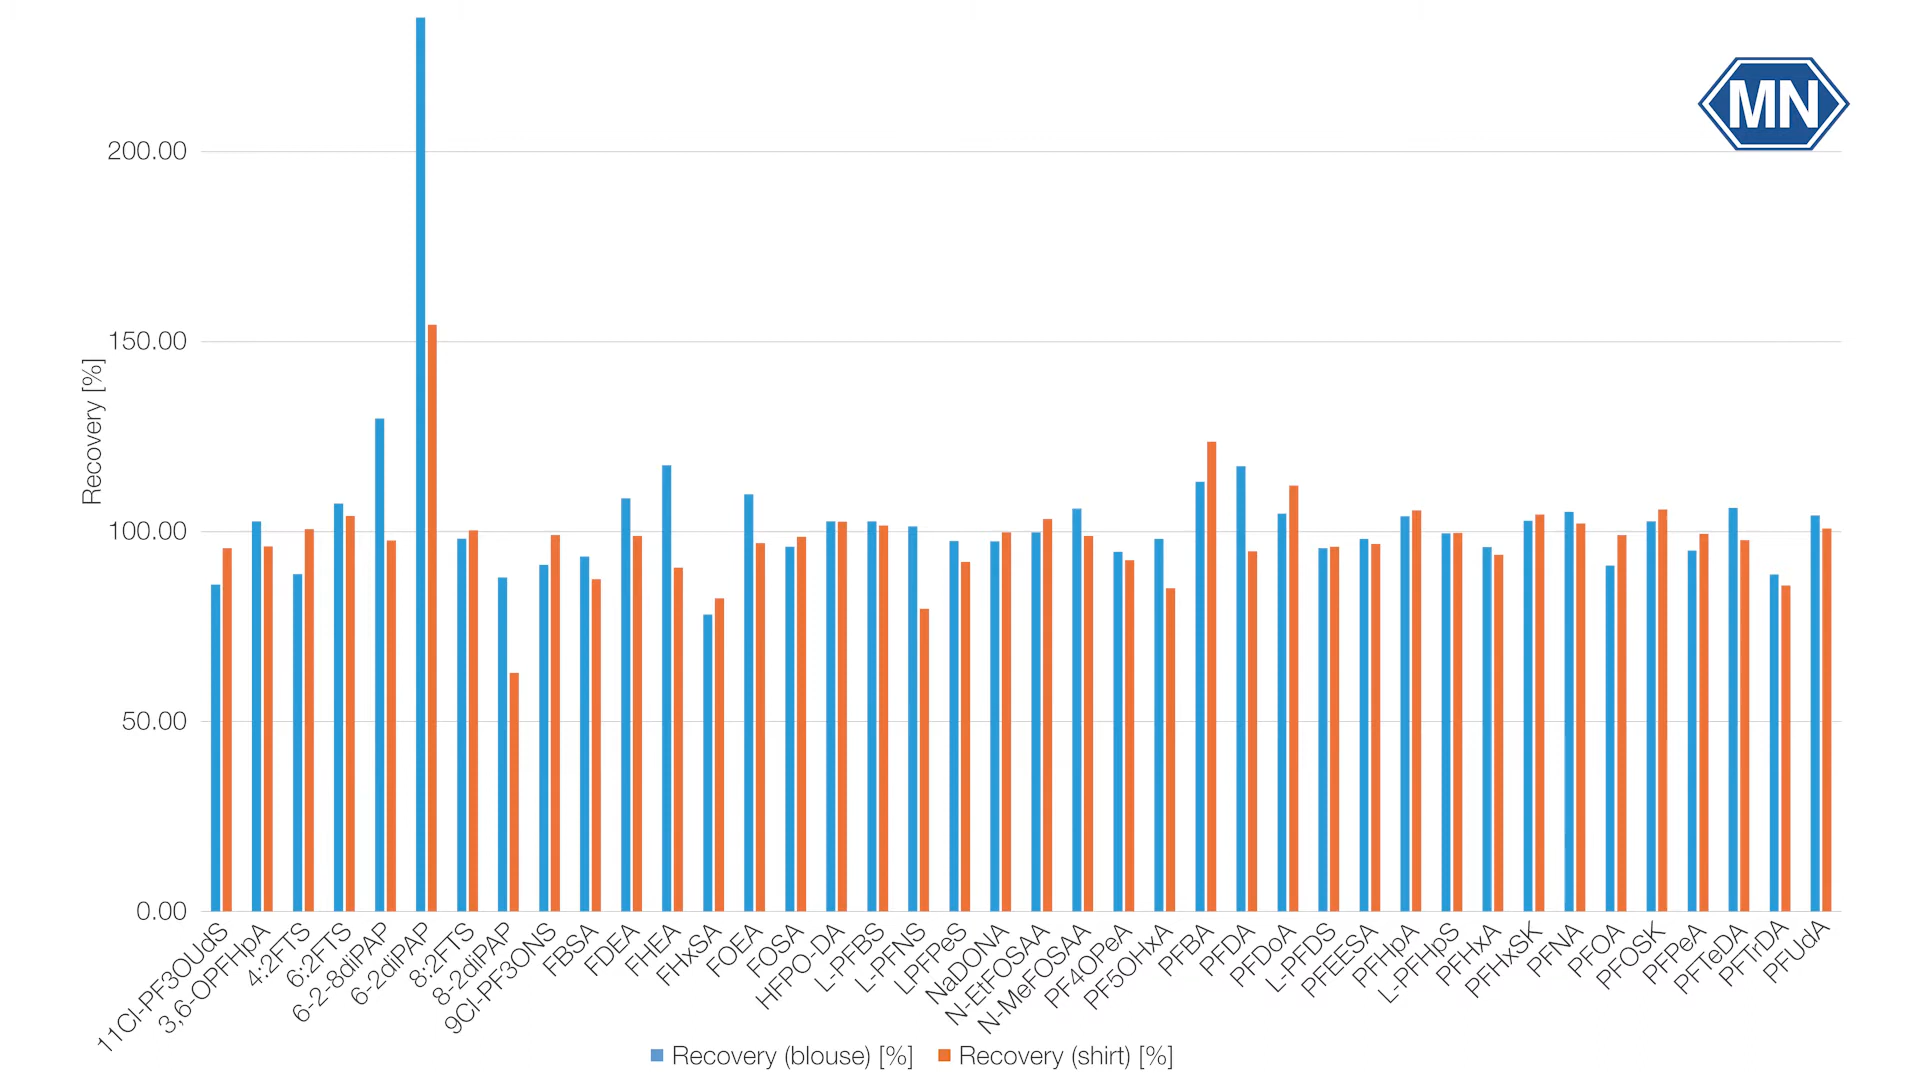 MN
200.00
150.00
100.00
50.00
0.00
Recovery [%]
11Cl-PF3OUdS
3,6-OPFHpA
4:2FTS
6:2FTS
6-2-8diPAP
6-2diPAP
8:2FTS
8-2diPAP
9Cl-PF3ONS
FBSA
FDEA
FHEA
FHxSA
FOEA
FOSA
HFPO-DA
L-PFBS
L-PFNS
LPFPeS
NaDONA
N-EtFOSAA
N-MeFOSAA
PF4OPeA
PF5OHxA
PFBA
PFDA
PFDoA
L-PFDS
PFEESA
PFHpA
L-PFHpS
PFHxA
PFHxSK
PFNA
PFOA
PFOSK
PFPeA
PFTeDA
PFTrDA
PFUdA
Recovery (blouse) [%] Recovery (shirt) [%]